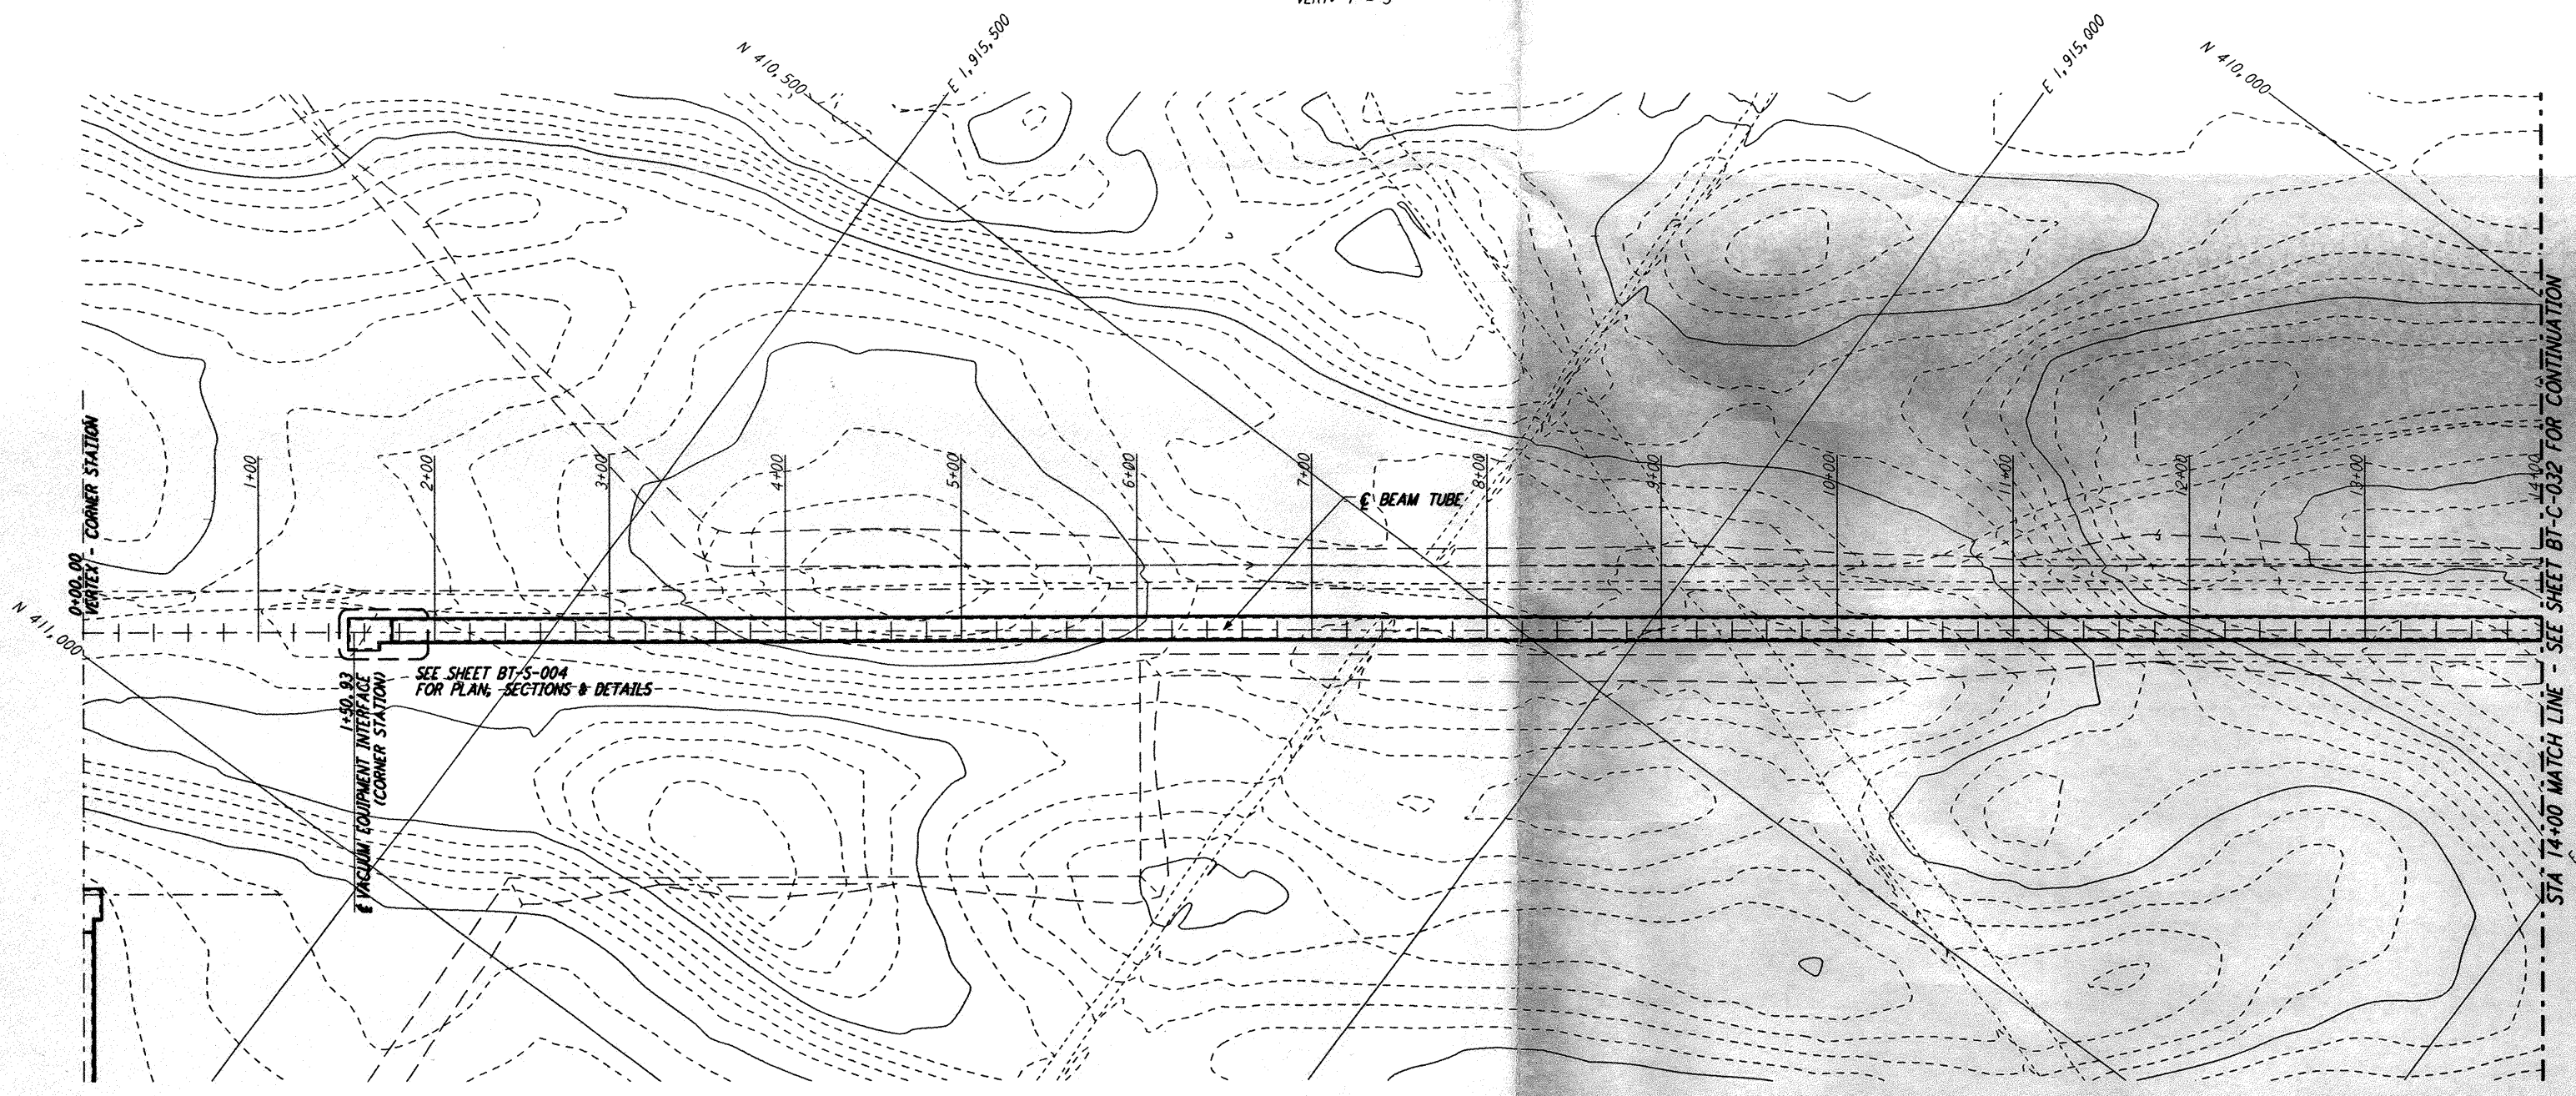 N 410,500
E 1,915,500
E 1,915,000
N 410,000
0+00.00
VERTEX - CORNER STATION
1+00
2+00
3+00
4+00
5+00
6+00
7+00
8+00
9+00
10+00
11+00
12+00
13+00
14+00
℄ BEAM TUBE
N 411,000
SEE SHEET BT-S-004
FOR PLAN, SECTIONS & DETAILS
1+50.93
℄ VACUUM EQUIPMENT INTERFACE
(CORNER STATION)
STA 14+00 MATCH LINE - SEE SHEET BT-C-032 FOR CONTINUATION